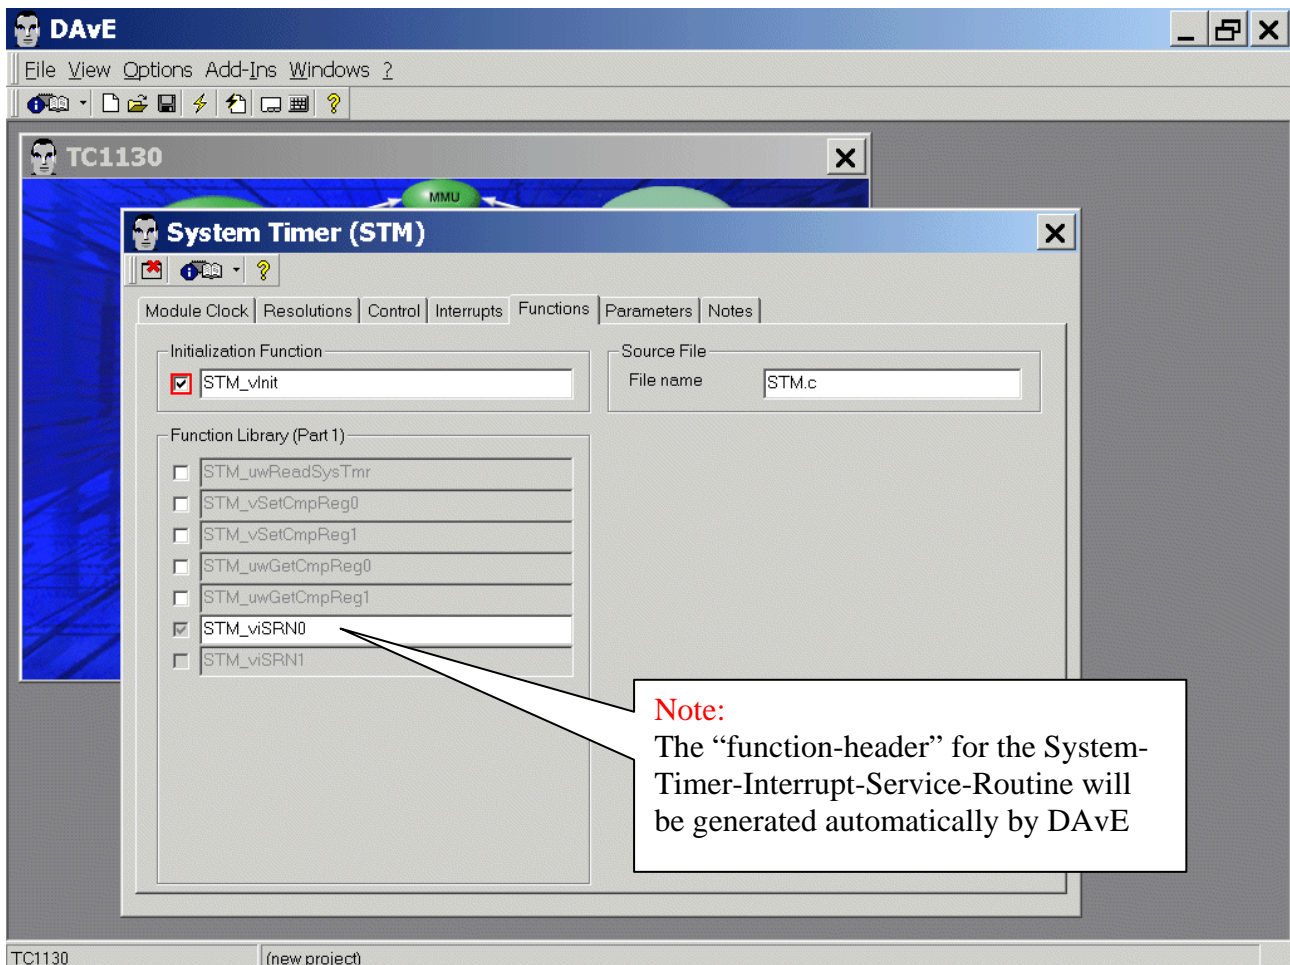 DAvE
File View Options Add-Ins Windows ?
TC1130
MMU
System Timer (STM)
Module Clock Resolutions Control Interrupts Functions Parameters Notes
Initialization Function
STM_vInit
Source File
File name STM.c
Function Library (Part 1)
STM_uwReadSysTmr
STM_vSetCmpReg0
STM_vSetCmpReg1
STM_uwGetCmpReg0
STM_uwGetCmpReg1
STM_viSRN0
STM_viSRN1
Note:
The “function-header” for the System-
Timer-Interrupt-Service-Routine will
be generated automatically by DAvE
TC1130 (new project)